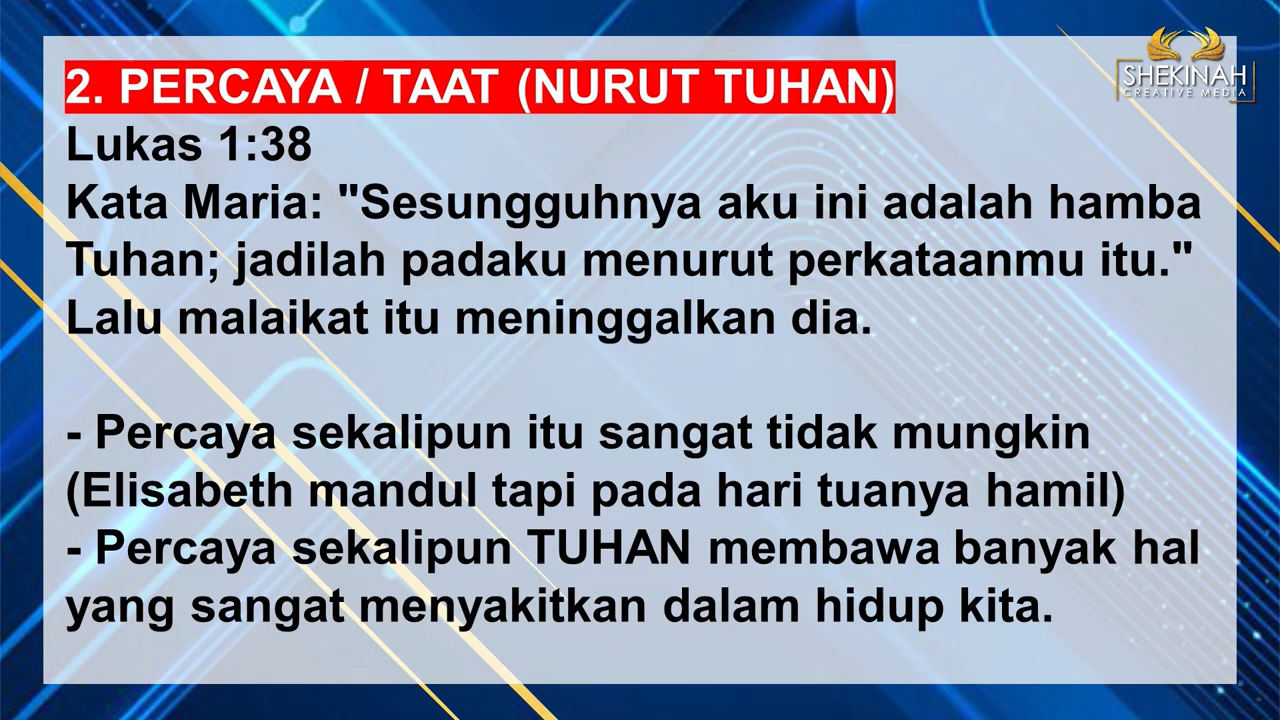 2. PERCAYA / TAAT (NURUT TUHAN)
Lukas 1:38
Kata Maria: "Sesungguhnya aku ini adalah hamba
Tuhan; jadilah padaku menurut perkataanmu itu."
Lalu malaikat itu meninggalkan dia.
- Percaya sekalipun itu sangat tidak mungkin
(Elisabeth mandul tapi pada hari tuanya hamil)
- Percaya sekalipun TUHAN membawa banyak hal
yang sangat menyakitkan dalam hidup kita.
SHEKINAH
CREATIVE MEDIA